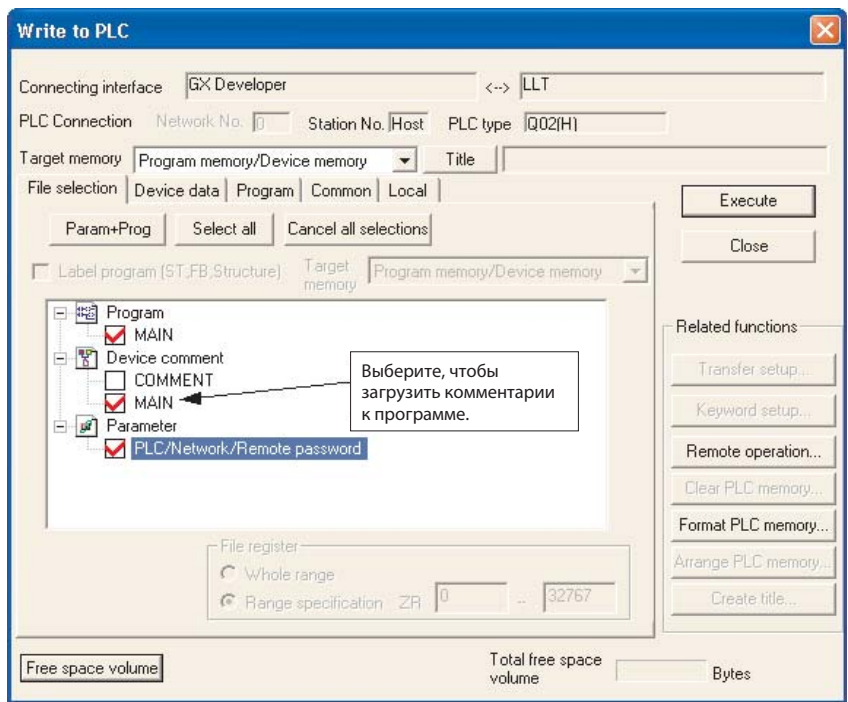 Write to PLC
Connecting interface GX Developer <--> LLT
PLC Connection Network No. 0 Station No. Host PLC type Q02(H)
Target memory Program memory/Device memory Title
File selection Device data Program Common Local
Execute
Param+Prog Select all Cancel all selections
Close
Label program (ST,FB,Structure) Target memory Program memory/Device memory
Program
MAIN
Device comment
COMMENT
MAIN
Parameter
PLC/Network/Remote password
Выберите, чтобы
загрузить комментарии
к программе.
Related functions
Transfer setup...
Keyword setup...
Remote operation...
Clear PLC memory...
Format PLC memory...
Arrange PLC memory...
Create title...
File register
Whole range
Range specification ZR 0 - 32767
Free space volume
Total free space
volume Bytes